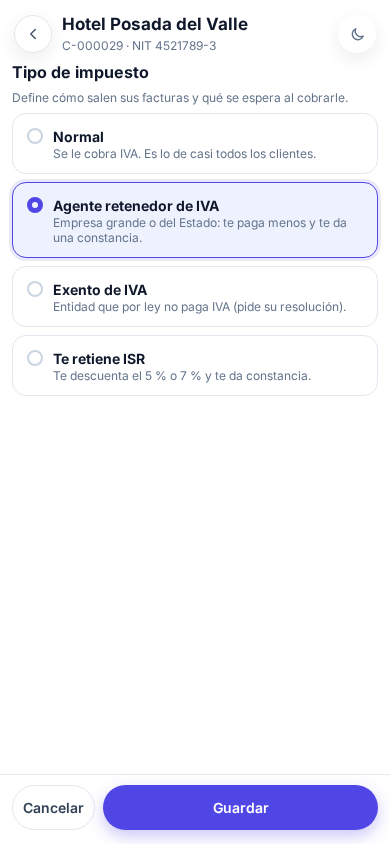 Hotel Posada del Valle
C-000029 · NIT 4521789-3
Tipo de impuesto
Define cómo salen sus facturas y qué se espera al cobrarle.
Normal
Se le cobra IVA. Es lo de casi todos los clientes.
Agente retenedor de IVA
Empresa grande o del Estado: te paga menos y te da
una constancia.
Exento de IVA
Entidad que por ley no paga IVA (pide su resolución).
Te retiene ISR
Te descuenta el 5 % o 7 % y te da constancia.
Cancelar
Guardar